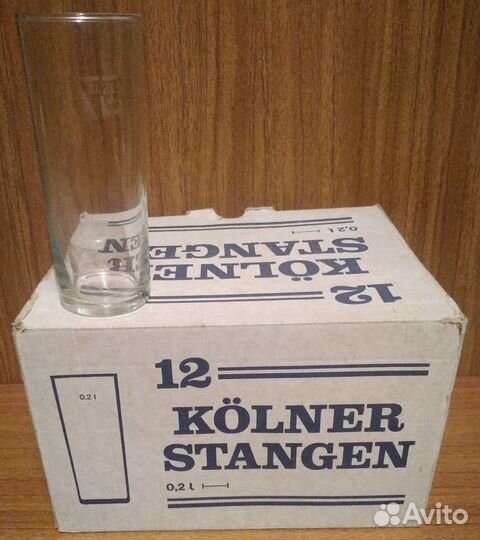 0,2 l
STANGEN
KÖLNER
12
12
KÖLNER
STANGEN
0,2 l
0,2 l
Avito